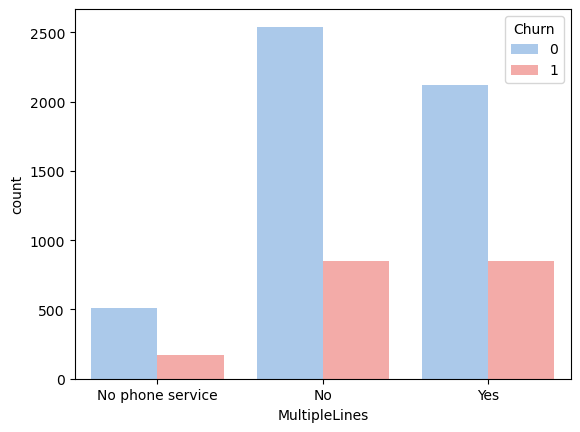 Churn
0
1
2500
2000
1500
1000
500
0
count
No phone service
No
Yes
MultipleLines